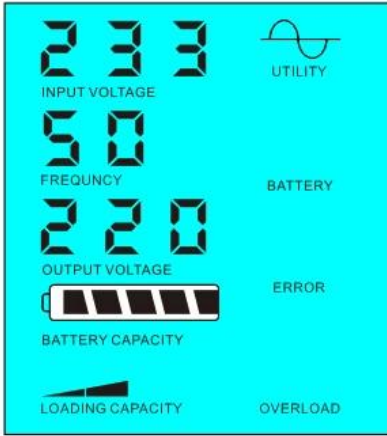 233
INPUT VOLTAGE
UTILITY
50
FREQUNCY
BATTERY
220
OUTPUT VOLTAGE
ERROR
BATTERY CAPACITY
LOADING CAPACITY
OVERLOAD